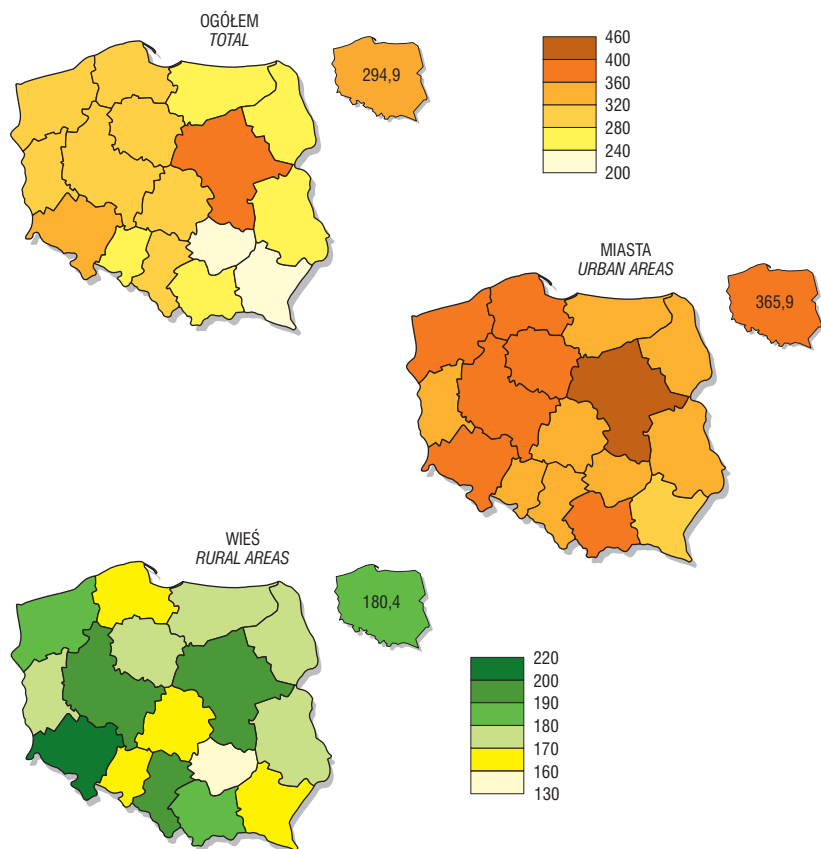 OGÓŁEM
TOTAL
294,9
460
400
360
320
280
240
200
MIASTA
URBAN AREAS
365,9
WIEŚ
RURAL AREAS
180,4
220
200
190
180
170
160
130